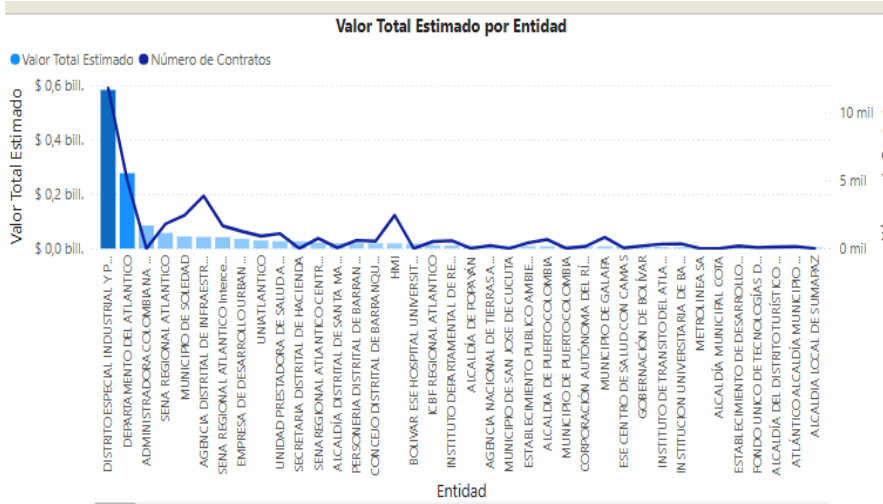 Valor Total Estimado por Entidad
Valor Total Estimado Número de Contratos
Valor Total Estimado
$ 0,6 bill.
$ 0,4 bill.
$ 0,2 bill.
$ 0,0 bill.
10 mil
5 mil
0 mil
DISTRITO ESPECIAL INDUSTRIAL Y P...
DEPARTAMENTO DEL ATLANTICO
ADMINISTRADORA COLOMBIANA ...
SENA REGIONAL ATLANTICO
MUNICIPIO DE SOLEDAD
AGENCIA DISTRITAL DE INFRAESTR...
SENA REGIONAL ATLANTICO Interce...
EMPRESA DE DESARROLLO URBAN...
UNIATLANTICO
UNIDAD PRESTADORA DE SALUD A...
SECRETARIA DISTRITAL DE HACIENDA
SENA REGIONAL ATLANTICO CENTR...
ALCALDÍA DISTRITAL DE SANTA MA...
PERSONERIA DISTRITAL DE BARRAN...
CONCEJO DISTRITAL DE BARRANQU...
HMI
BOLIVAR ESE HOSPITAL UNIVERSIT...
ICBF REGIONAL ATLANTICO
INSTITUTO DEPARTAMENTAL DE RE...
ALCALDÍA DE POPAYÁN
AGENCIA NACIONAL DE TIERRAS A...
MUNICIPIO DE SAN JOSE DE CUCUTA
ESTABLECIMIENTO PUBLICO AMBIE...
ALCALDIA DE PUERTO COLOMBIA
MUNICIPIO DE PUERTO COLOMBIA
CORPORACIÓN AUTÓNOMA DEL RÍ...
MUNICIPIO DE GALAPA
ESE CENTRO DE SALUD CON CAMAS
GOBERNACIÓN DE BOLÍVAR
INSTITUTO DE TRANSITO DEL ATLA...
INSTITUCION UNIVERSITARIA DE BA...
METROLINEA SA
ALCALDÍA MUNICIPAL COTA
ESTABLECIMIENTO DE DESARROLLO...
FONDO UNICO DE TECNOLOGÍAS D...
ALCALDÍA DEL DISTRITO TURÍSTICO ...
ATLÁNTICO ALCALDÍA MUNICIPIO ...
ALCALDIA LOCAL DE SUMAPAZ
Entidad